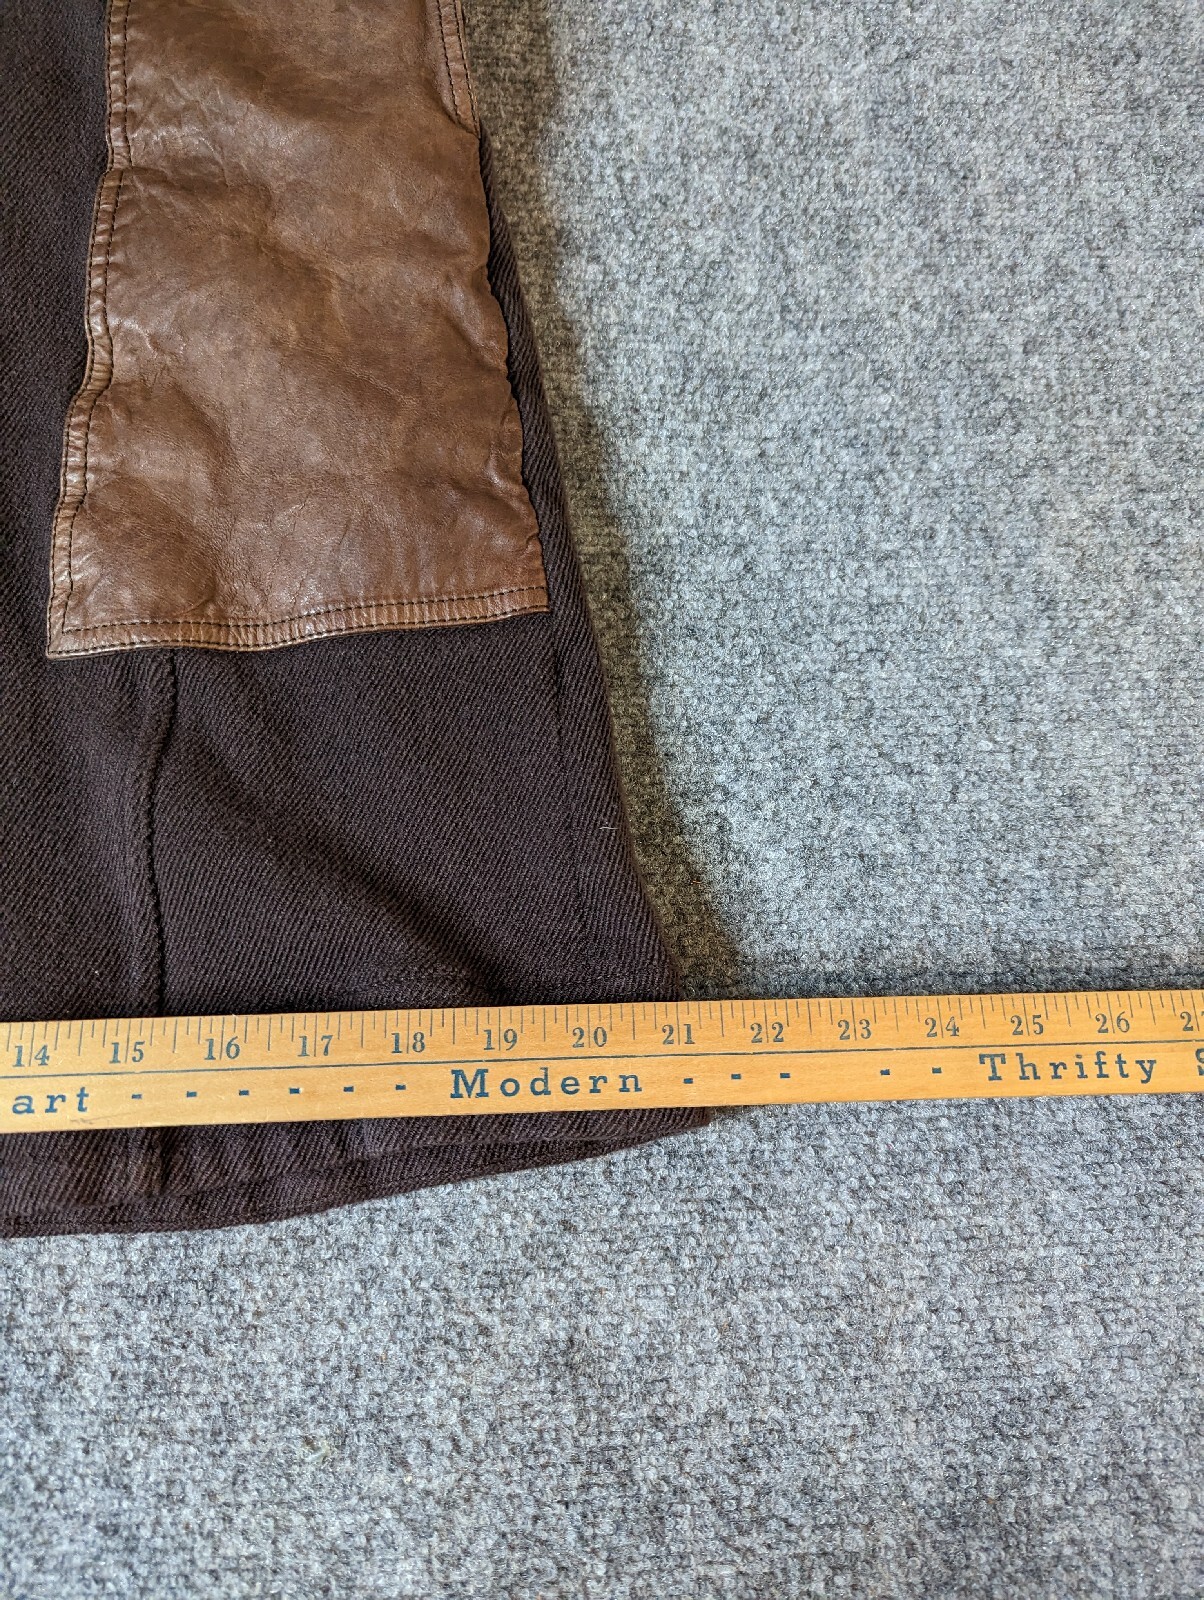 14 15 16 17 18 19 20 21 22 23 24 25 26
art - - - - - - Modern - - - - - Thrifty S